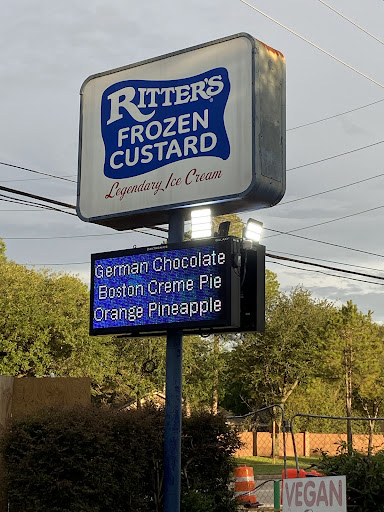 RITTER'S
FROZEN
CUSTARD
Legendary Ice Cream
German Chocolate
Boston Creme Pie
Orange Pineapple
VEGAN